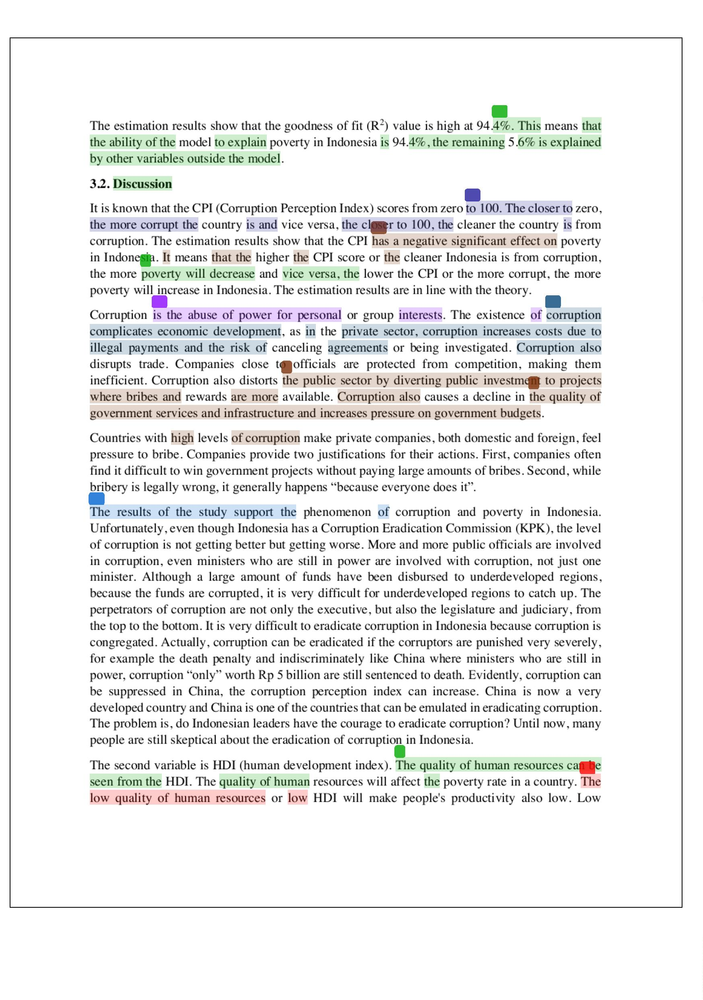 The estimation results show that the goodness of fit (R²) value is high at 94.4%. This means that
the ability of the model to explain poverty in Indonesia is 94.4%, the remaining 5.6% is explained
by other variables outside the model.
3.2. Discussion
It is known that the CPI (Corruption Perception Index) scores from zero to 100. The closer to zero,
the more corrupt the country is and vice versa, the closer to 100, the cleaner the country is from
corruption. The estimation results show that the CPI has a negative significant effect on poverty
in Indonesia. It means that the higher the CPI score or the cleaner Indonesia is from corruption,
the more poverty will decrease and vice versa, the lower the CPI or the more corrupt, the more
poverty will increase in Indonesia. The estimation results are in line with the theory.
Corruption is the abuse of power for personal or group interests. The existence of corruption
complicates economic development, as in the private sector, corruption increases costs due to
illegal payments and the risk of canceling agreements or being investigated. Corruption also
disrupts trade. Companies close to officials are protected from competition, making them
inefficient. Corruption also distorts the public sector by diverting public investment to projects
where bribes and rewards are more available. Corruption also causes a decline in the quality of
government services and infrastructure and increases pressure on government budgets.
Countries with high levels of corruption make private companies, both domestic and foreign, feel
pressure to bribe. Companies provide two justifications for their actions. First, companies often
find it difficult to win government projects without paying large amounts of bribes. Second, while
bribery is legally wrong, it generally happens “because everyone does it”.
The results of the study support the phenomenon of corruption and poverty in Indonesia.
Unfortunately, even though Indonesia has a Corruption Eradication Commission (KPK), the level
of corruption is not getting better but getting worse. More and more public officials are involved
in corruption, even ministers who are still in power are involved with corruption, not just one
minister. Although a large amount of funds have been disbursed to underdeveloped regions,
because the funds are corrupted, it is very difficult for underdeveloped regions to catch up. The
perpetrators of corruption are not only the executive, but also the legislature and judiciary, from
the top to the bottom. It is very difficult to eradicate corruption in Indonesia because corruption is
congregated. Actually, corruption can be eradicated if the corruptors are punished very severely,
for example the death penalty and indiscriminately like China where ministers who are still in
power, corruption “only” worth Rp 5 billion are still sentenced to death. Evidently, corruption can
be suppressed in China, the corruption perception index can increase. China is now a very
developed country and China is one of the countries that can be emulated in eradicating corruption.
The problem is, do Indonesian leaders have the courage to eradicate corruption? Until now, many
people are still skeptical about the eradication of corruption in Indonesia.
The second variable is HDI (human development index). The quality of human resources can be
seen from the HDI. The quality of human resources will affect the poverty rate in a country. The
low quality of human resources or low HDI will make people's productivity also low. Low